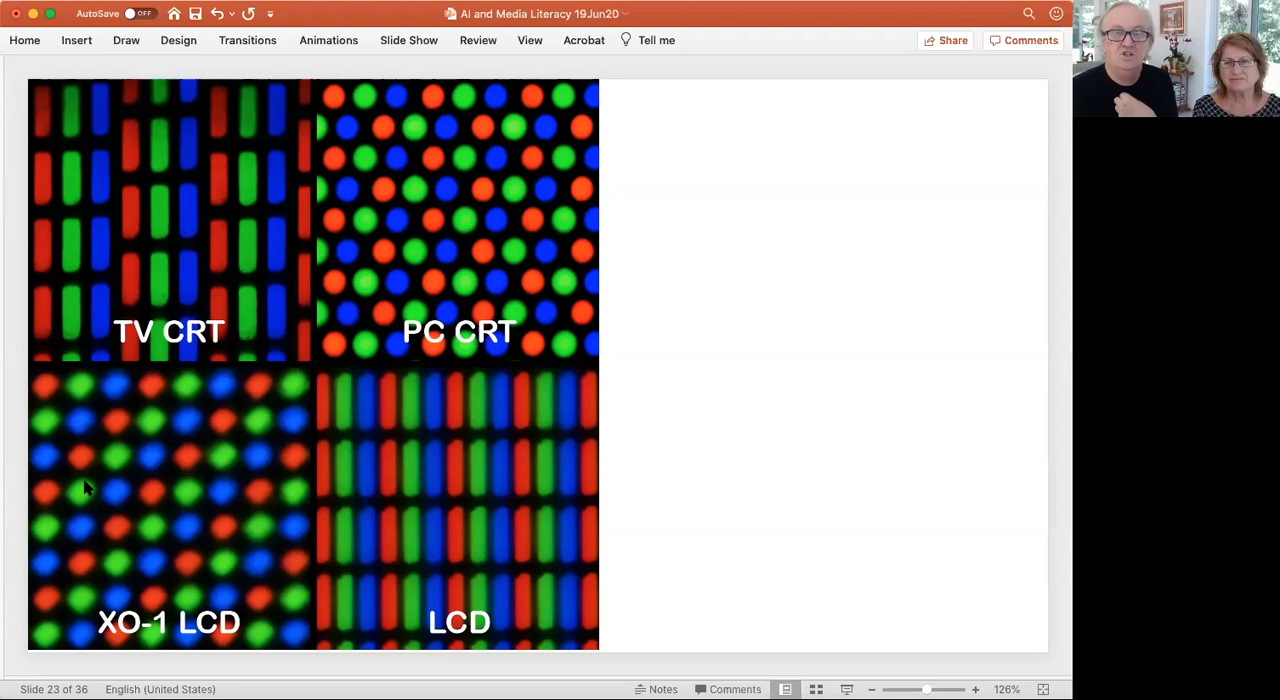 AutoSave OFF
AI and Media Literacy 19Jun20
Home Insert Draw Design Transitions Animations Slide Show Review View Acrobat Tell me Share Comments
TV CRT PC CRT
XO-1 LCD LCD
Slide 23 of 36 English (United States) Notes Comments 126%